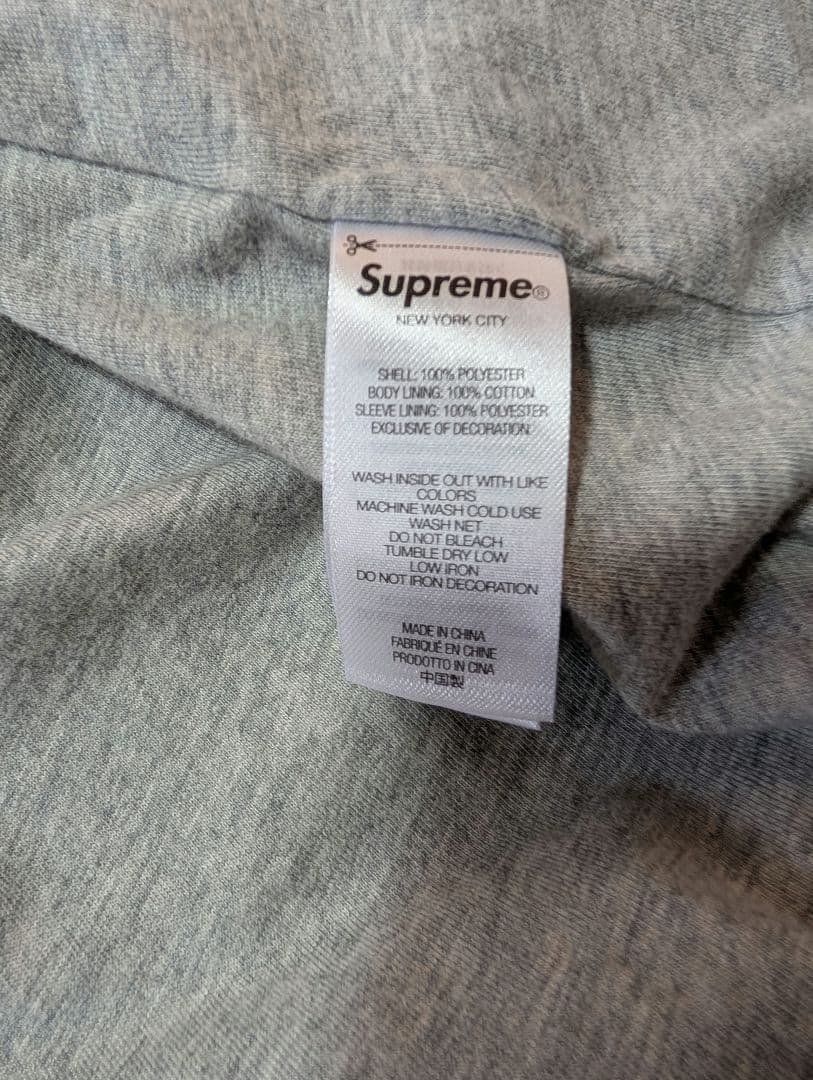 Supreme®
NEW YORK CITY
SHELL: 100% POLYESTER
BODY LINING: 100% COTTON
SLEEVE LINING: 100% POLYESTER
EXCLUSIVE OF DECORATION
WASH INSIDE OUT WITH LIKE
COLORS
MACHINE WASH COLD USE
WASH NET
DO NOT BLEACH
TUMBLE DRY LOW
LOW IRON
DO NOT IRON DECORATION
MADE IN CHINA
FABRIQUÉ EN CHINE
PRODOTTO IN CINA
中国製